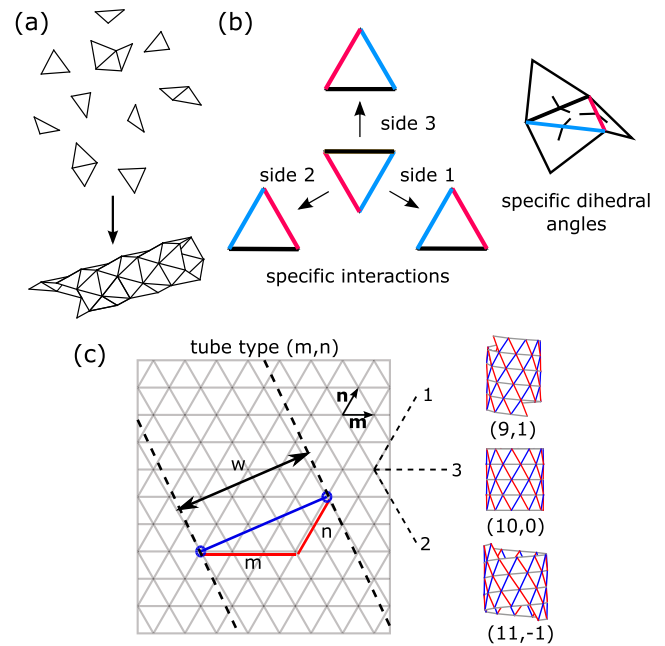 (a)
(b)
side 3
side 2
side 1
specific interactions
specific dihedral
angles
(c)
tube type (m,n)
n
m
w
m
n
1
3
2
(9,1)
(10,0)
(11,-1)